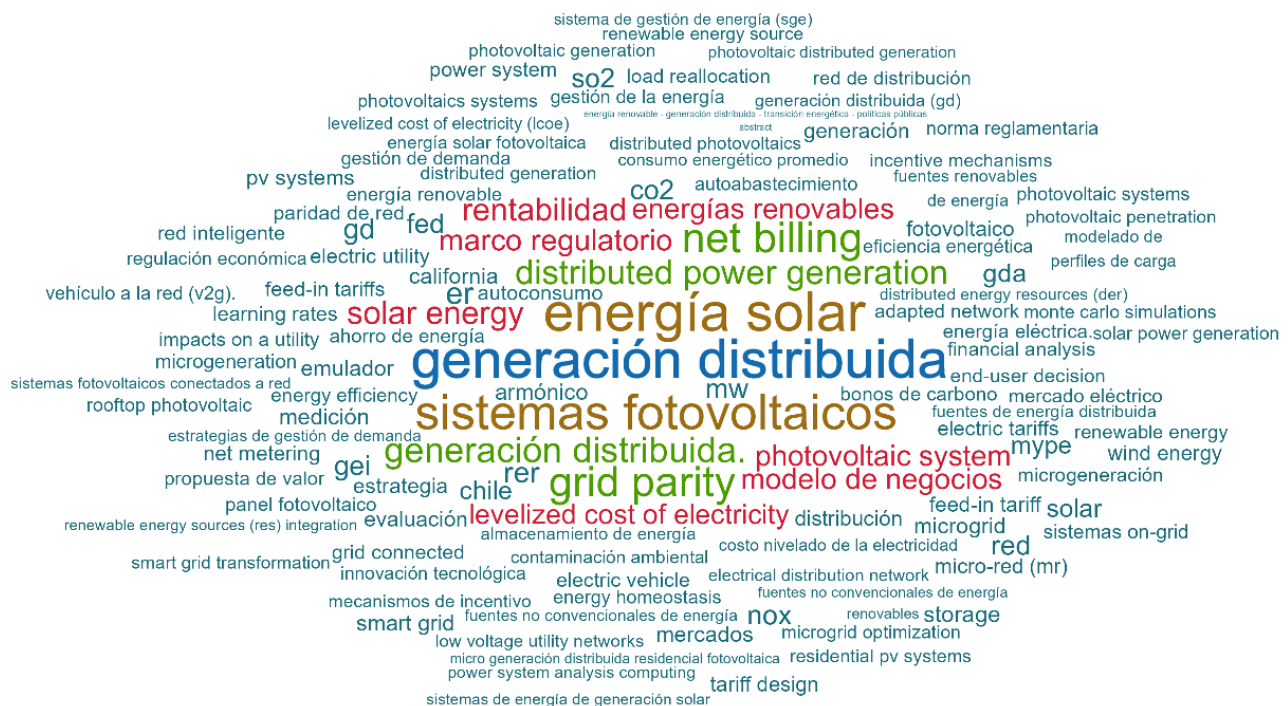 sistema de gestión de energía (sge)
renewable energy source
photovoltaic generation
photovoltaic distributed generation
power system
so2
load reallocation
red de distribución
photovoltaics systems
gestión de la energía
generación distribuida (gd)
energía renovable - generación distribuida - transición energética - políticas públicas
levelized cost of electricity (lcoe)
abstract
generación
norma reglamentaria
energía solar fotovoltaica
distributed photovoltaics
gestión de demanda
consumo energético promedio
incentive mechanisms
pv systems
distributed generation
fuentes renovables
energía renovable
co2
autoabastecimiento
de energía
photovoltaic systems
paridad de red
fed
rentabilidad
energías renovables
photovoltaic penetration
red inteligente
gd
marco regulatorio
net billing
fotovoltaico
modelado de
regulación económica
electric utility
eficiencia energética
perfiles de carga
california
distributed power generation
gda
vehículo a la red (v2g).
feed-in tariffs
er
autoconsumo
distributed energy resources (der)
learning rates
solar energy
energía solar
adapted network
monte carlo simulations
impacts on a utility
ahorro de energía
energía eléctrica.
solar power generation
microgeneration
emulador
generación distribuida
financial analysis
sistemas fotovoltaicos conectados a red
end-user decision
rooftop photovoltaic
energy efficiency
armónico
mw
bonos de carbono
mercado eléctrico
medición
sistemas fotovoltaicos
fuentes de energía distribuida
estrategias de gestión de demanda
electric tariffs
renewable energy
net metering
generación distribuida.
photovoltaic system
mype
wind energy
propuesta de valor
gei
estrategia
rer
modelo de negocios
microgeneración
panel fotovoltaico
chile
grid parity
feed-in tariff
solar
renewable energy sources (res) integration
evaluación
levelized cost of electricity
distribución
microgrid
sistemas on-grid
almacenamiento de energía
smart grid transformation
grid connected
contaminación ambiental
costo nivelado de la electricidad
red
innovación tecnológica
electric vehicle
electrical distribution network
micro-red (mr)
mecanismos de incentivo
energy homeostasis
fuentes no convencionales de energía
smart grid
fuentes no convencionales de energía
nox
renovables
storage
low voltage utility networks
mercados
microgrid optimization
micro generación distribuida residencial fotovoltaica
residential pv systems
power system analysis computing
tariff design
sistemas de energía de generación solar